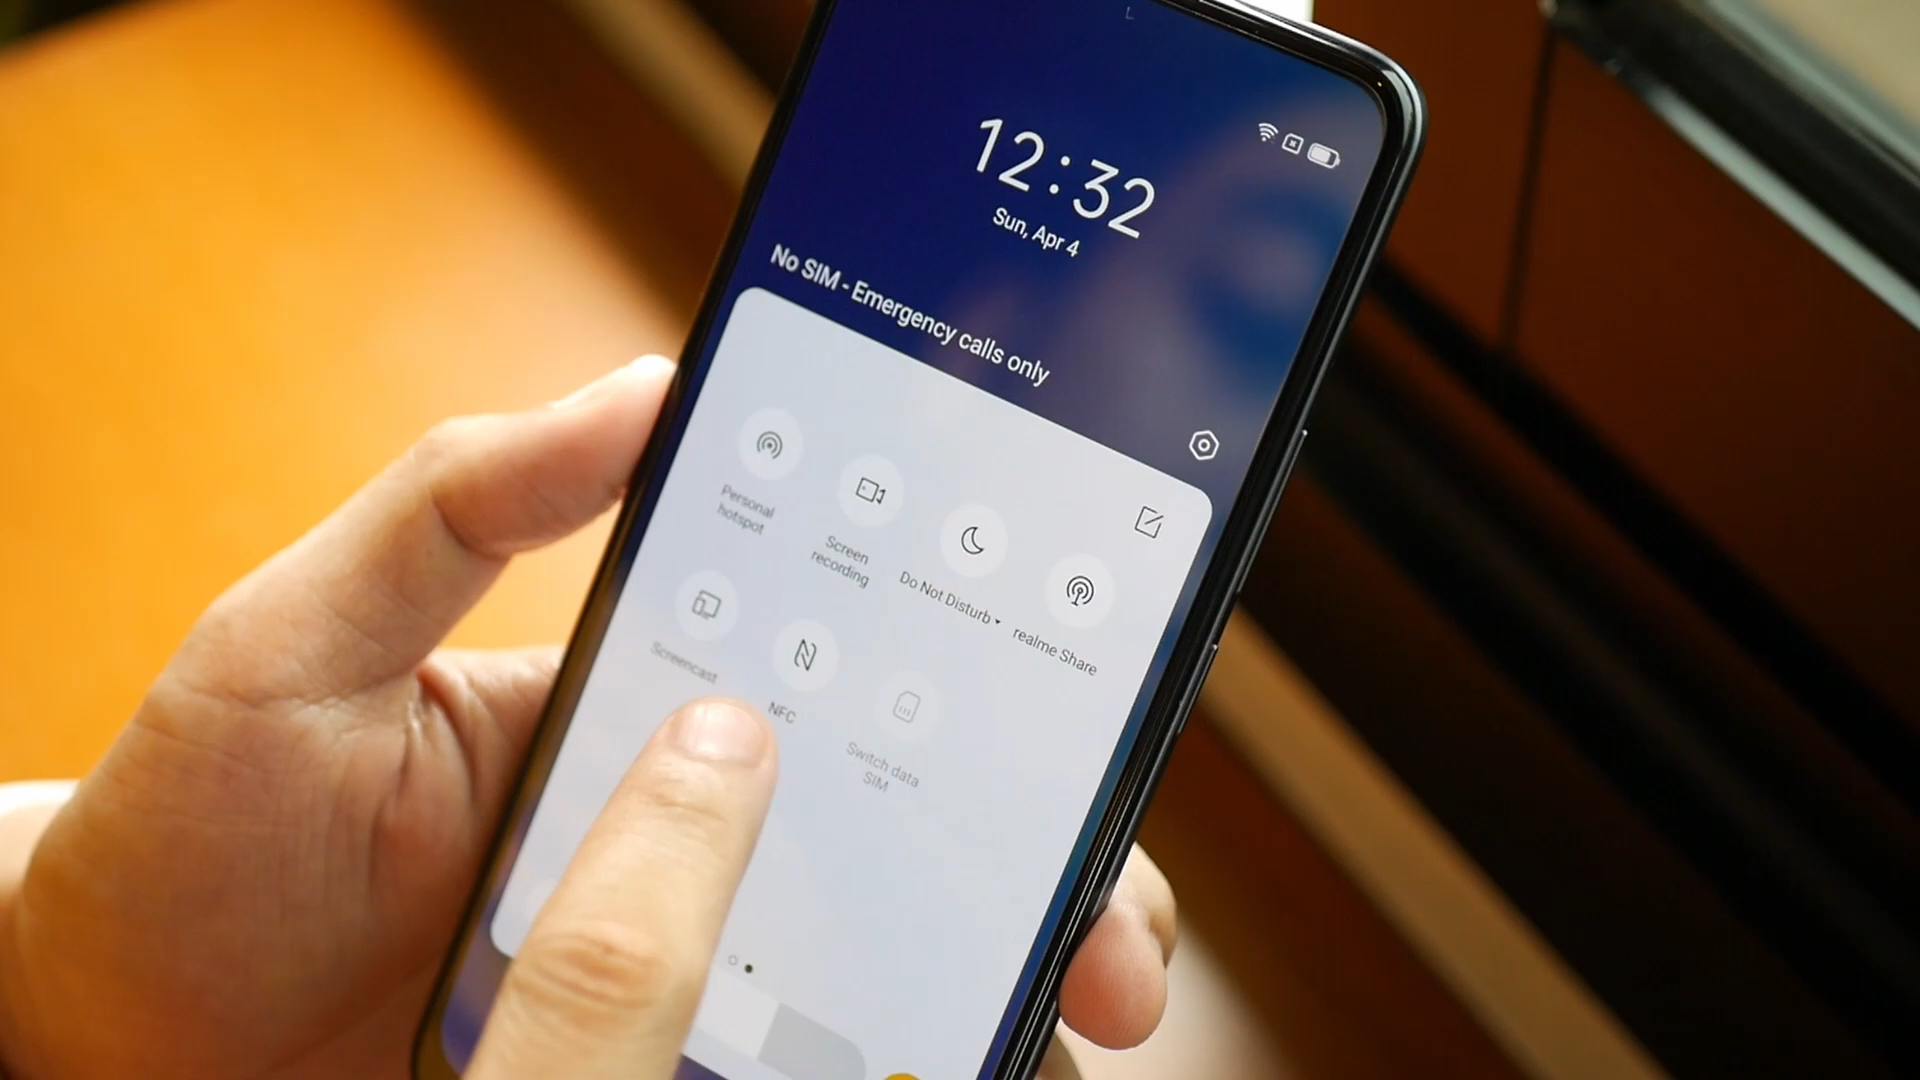 12:32
Sun, Apr 4
No SIM - Emergency calls only
Personal
hotspot
Screen
recording
Do Not Disturb
realme Share
Screencast
NFC
Switch data
SIM